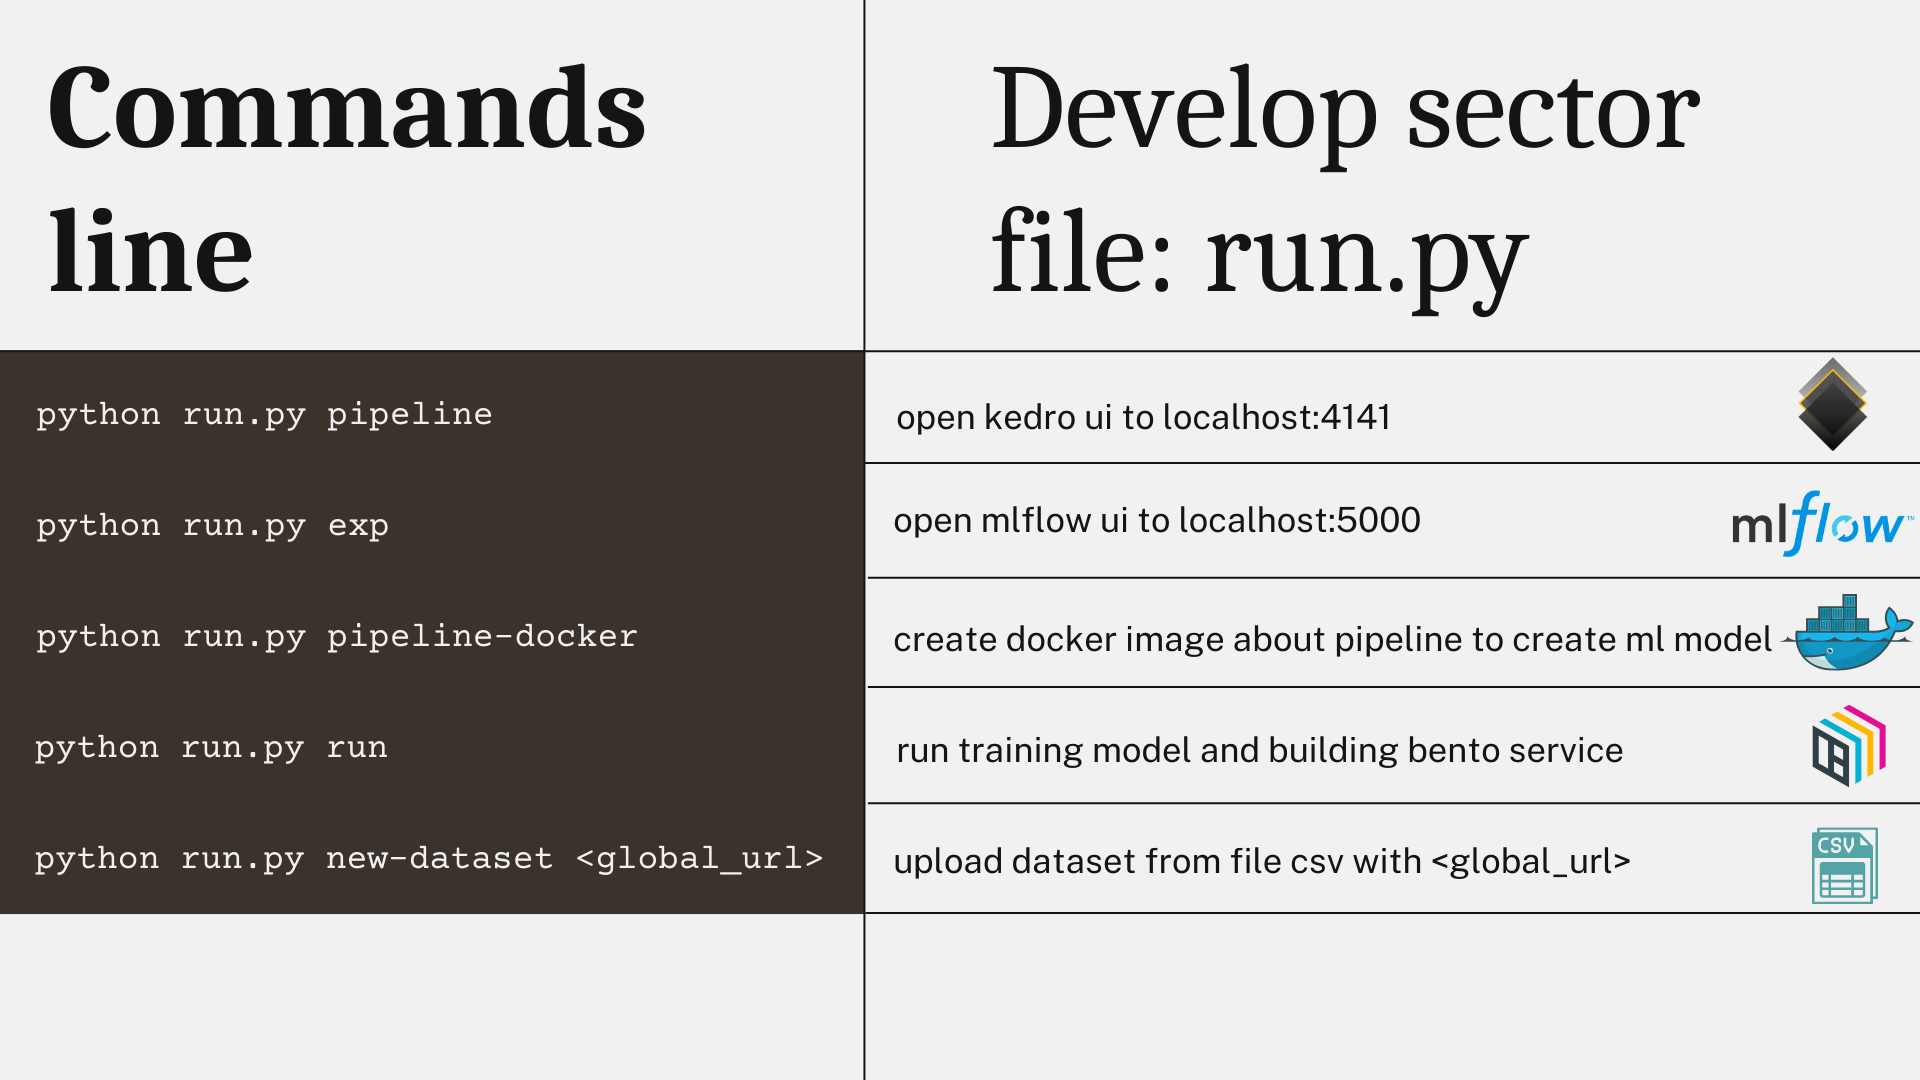 Commands
line
Develop sector
file: run.py
python run.py pipeline
open kedro ui to localhost:4141
python run.py exp
open mlflow ui to localhost:5000
mlflow™
python run.py pipeline-docker
create docker image about pipeline to create ml model
python run.py run
run training model and building bento service
python run.py new-dataset <global_url>
upload dataset from file csv with <global_url>
CSV